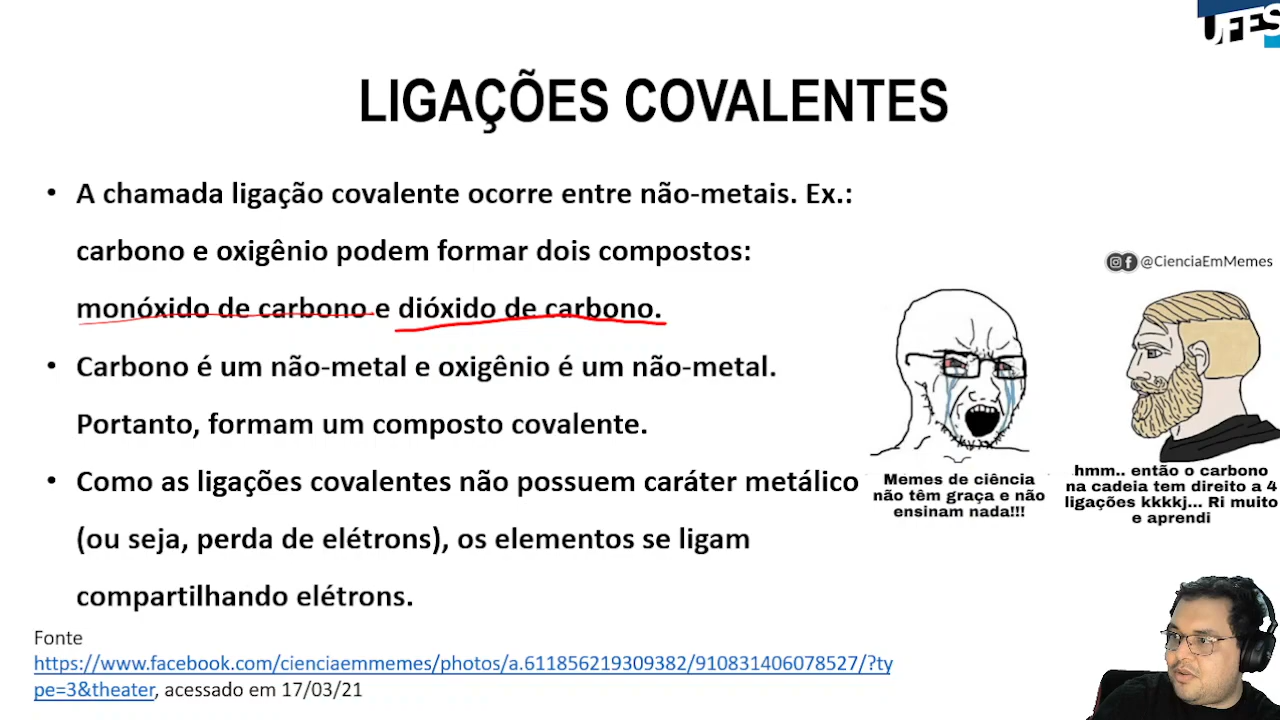 UFES
LIGAÇÕES COVALENTES
• A chamada ligação covalente ocorre entre não-metais. Ex.:
carbono e oxigênio podem formar dois compostos:
monóxido de carbono e dióxido de carbono.
• Carbono é um não-metal e oxigênio é um não-metal.
Portanto, formam um composto covalente.
• Como as ligações covalentes não possuem caráter metálico
(ou seja, perda de elétrons), os elementos se ligam
compartilhando elétrons.
@CienciaEmMemes
Memes de ciência
não têm graça e não
ensinam nada!!!
hmm.. então o carbono
na cadeia tem direito a 4
ligações kkkkj... Ri muito
e aprendi
Fonte
https://www.facebook.com/cienciaemmemes/photos/a.611856219309382/910831406078527/?ty
pe=3&theater, acessado em 17/03/21